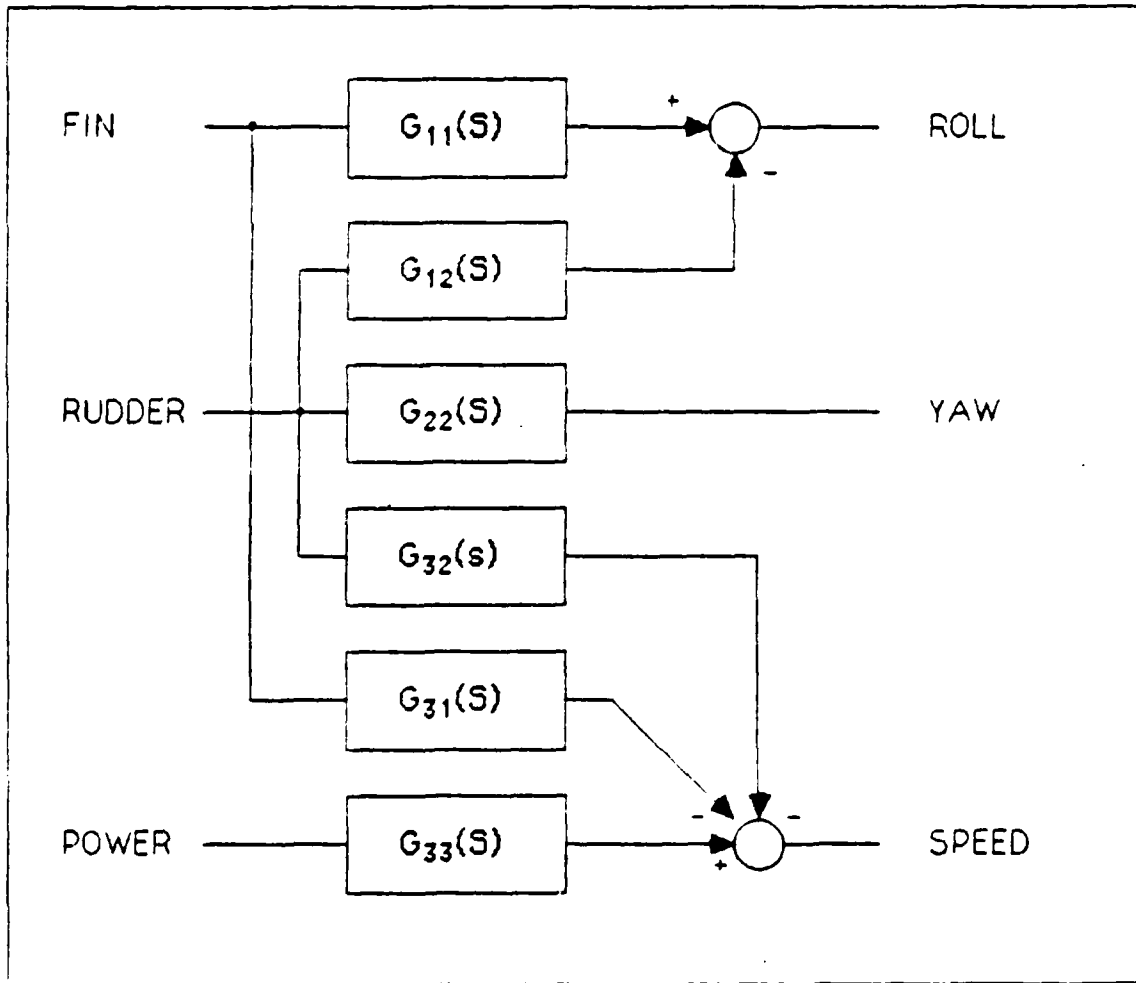 FIN
G₁₁(S)
+
ROLL
-
G₁₂(S)
RUDDER
G₂₂(S)
YAW
G₃₂(s)
G₃₁(S)
-
-
POWER
G₃₃(S)
+
SPEED